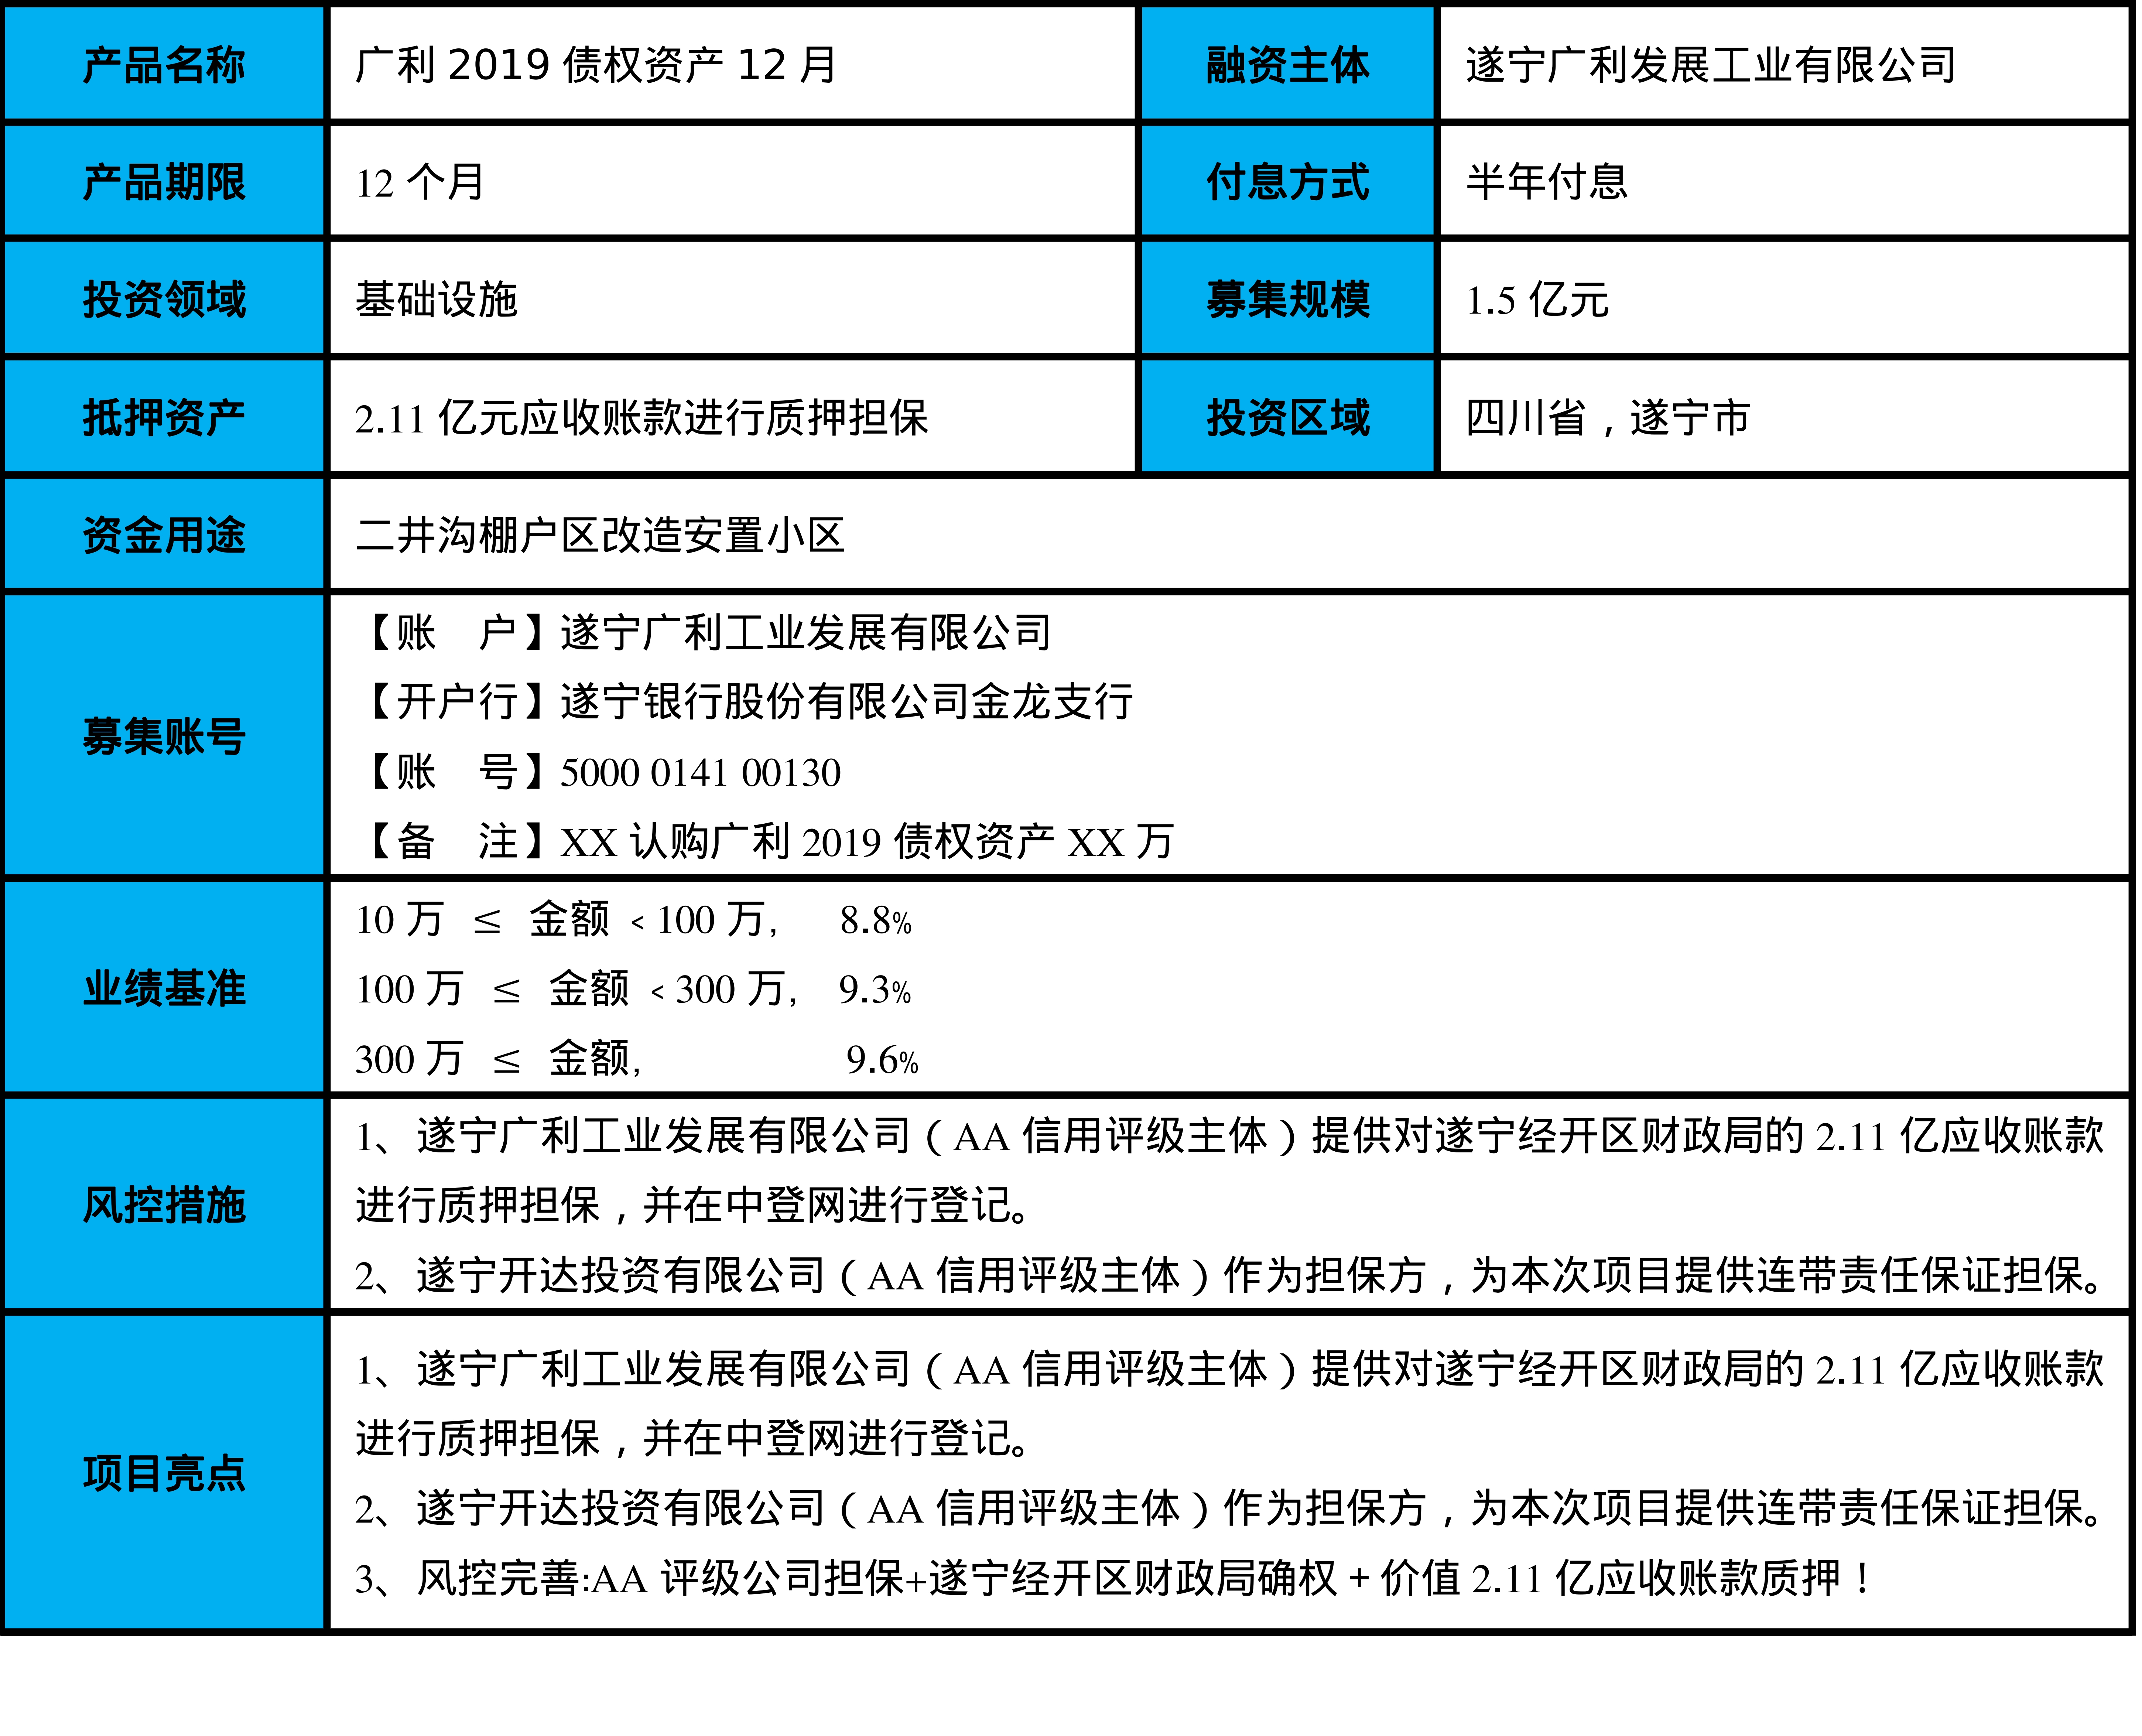 产品名称 广利 2019 债权资产 12 月 融资主体 遂宁广利发展工业有限公司
产品期限 12 个月 付息方式 半年付息
投资领域 基础设施 募集规模 1.5 亿元
抵押资产 2.11 亿元应收账款进行质押担保 投资区域 四川省，遂宁市
资金用途 二井沟棚户区改造安置小区
募集账号
【账　户】遂宁广利工业发展有限公司
【开户行】遂宁银行股份有限公司金龙支行
【账　号】5000 0141 00130
【备　注】XX 认购广利 2019 债权资产 XX 万
业绩基准
10 万 ≤ 金额 ＜100 万, 8.8%
100 万 ≤ 金额 ＜300 万, 9.3%
300 万 ≤ 金额, 9.6%
风控措施
1、 遂宁广利工业发展有限公司（AA 信用评级主体）提供对遂宁经开区财政局的 2.11 亿应收账款
进行质押担保，并在中登网进行登记。
2、 遂宁开达投资有限公司（AA 信用评级主体）作为担保方，为本次项目提供连带责任保证担保。
项目亮点
1、 遂宁广利工业发展有限公司（AA 信用评级主体）提供对遂宁经开区财政局的 2.11 亿应收账款
进行质押担保，并在中登网进行登记。
2、 遂宁开达投资有限公司（AA 信用评级主体）作为担保方，为本次项目提供连带责任保证担保。
3、 风控完善:AA 评级公司担保+遂宁经开区财政局确权＋价值 2.11 亿应收账款质押！